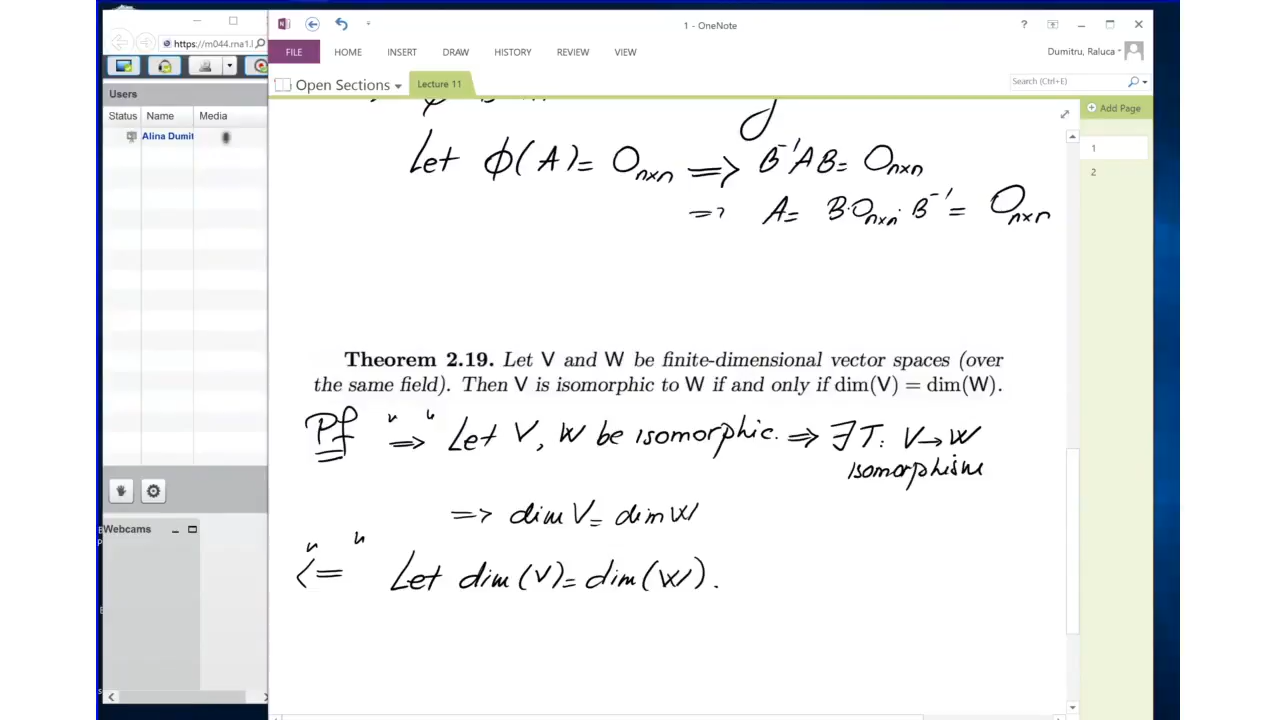 1 - OneNote
https://m044.rna1.l
FILE HOME INSERT DRAW HISTORY REVIEW VIEW
Dumitru, Raluca
Users
Open Sections
Lecture 11
Search (Ctrl+E)
Status Name Media
Add Page
Alina Dumit
1
2
Let ϕ(A) = O_{n×n} ⟹ B⁻¹AB = O_{n×n}
⟹ A = B·O_{n×n}·B⁻¹ = O_{n×n}
Theorem 2.19. Let V and W be finite-dimensional vector spaces (over
the same field). Then V is isomorphic to W if and only if dim(V) = dim(W).
Pf "⟹" Let V, W be isomorphic. ⟹ ∃ T: V→W
isomorphism
⟹ dim V = dim W
Webcams
"⟸" Let dim(V) = dim(W).